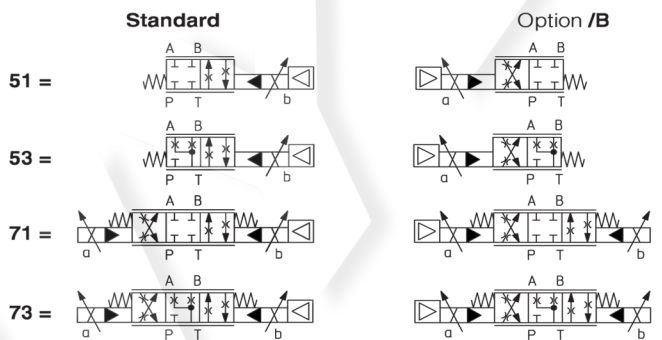 Standard Option /B
A B A B
51 =
P T b a P T
A B A B
53 =
P T b a P T
A B A B
71 =
a P T b a P T b
A B A B
73 =
a P T b a P T b